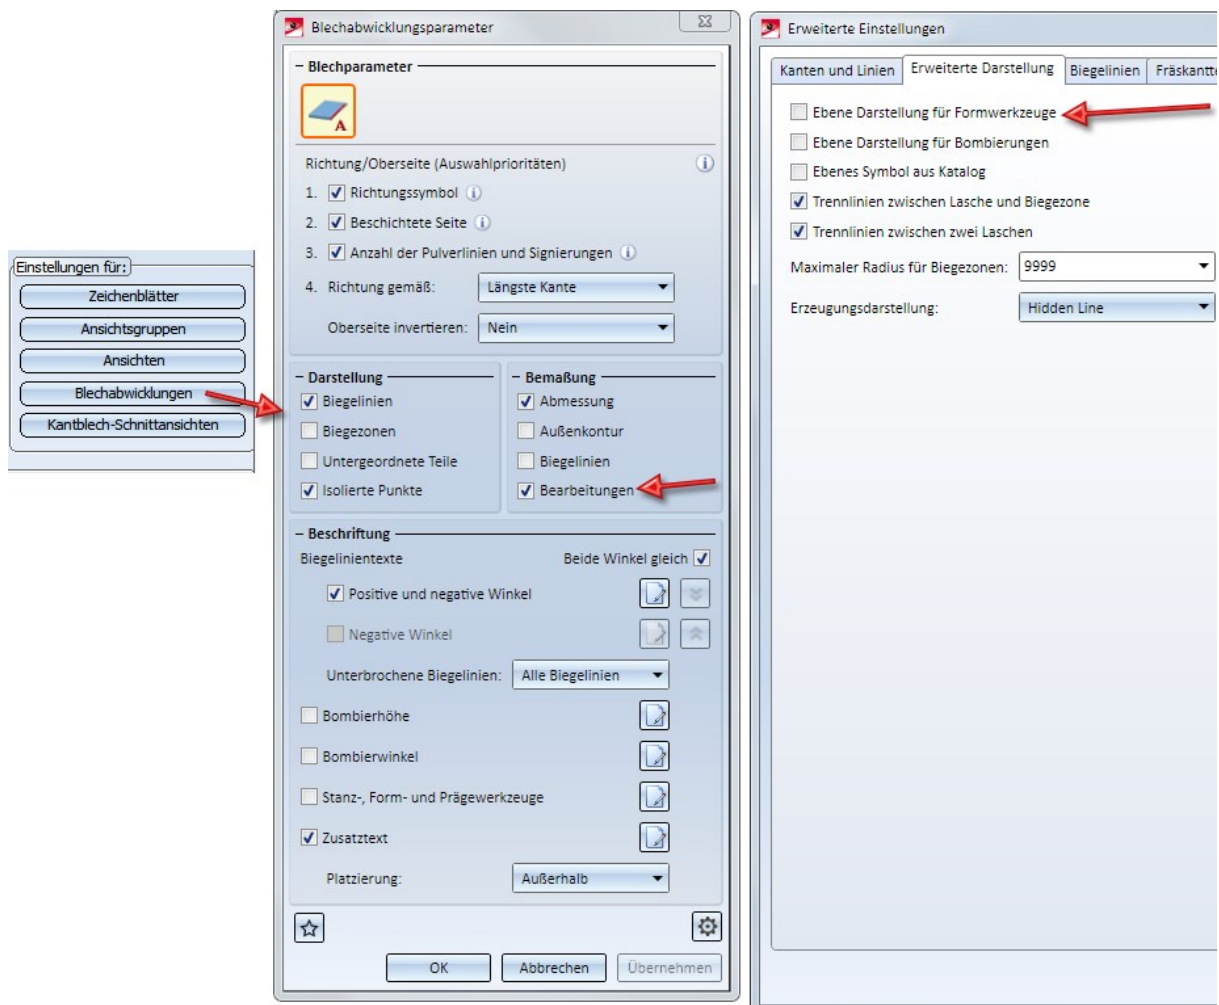 Einstellungen für:
Zeichenblätter
Ansichtsgruppen
Ansichten
Blechabwicklungen
Kantblech-Schnittansichten
Blechabwicklungsparameter
Blechparameter
A
Richtung/Oberseite (Auswahlprioritäten)
1. Richtungssymbol
2. Beschichtete Seite
3. Anzahl der Pulverlinien und Signierungen
4. Richtung gemäß: Längste Kante
Oberseite invertieren: Nein
Darstellung
Biegelinien
Biegezonen
Untergeordnete Teile
Isolierte Punkte
Bemaßung
Abmessung
Außenkontur
Biegelinien
Bearbeitungen
Beschriftung
Biegelinientexte Beide Winkel gleich
Positive und negative Winkel
Negative Winkel
Unterbrochene Biegelinien: Alle Biegelinien
Bombierhöhe
Bombierwinkel
Stanz-, Form- und Prägewerkzeuge
Zusatztext
Platzierung: Außerhalb
OK Abbrechen Übernehmen
Erweiterte Einstellungen
Kanten und Linien Erweiterte Darstellung Biegelinien Fräskantte
Ebene Darstellung für Formwerkzeuge
Ebene Darstellung für Bombierungen
Ebenes Symbol aus Katalog
Trennlinien zwischen Lasche und Biegezone
Trennlinien zwischen zwei Laschen
Maximaler Radius für Biegezonen: 9999
Erzeugungsdarstellung: Hidden Line